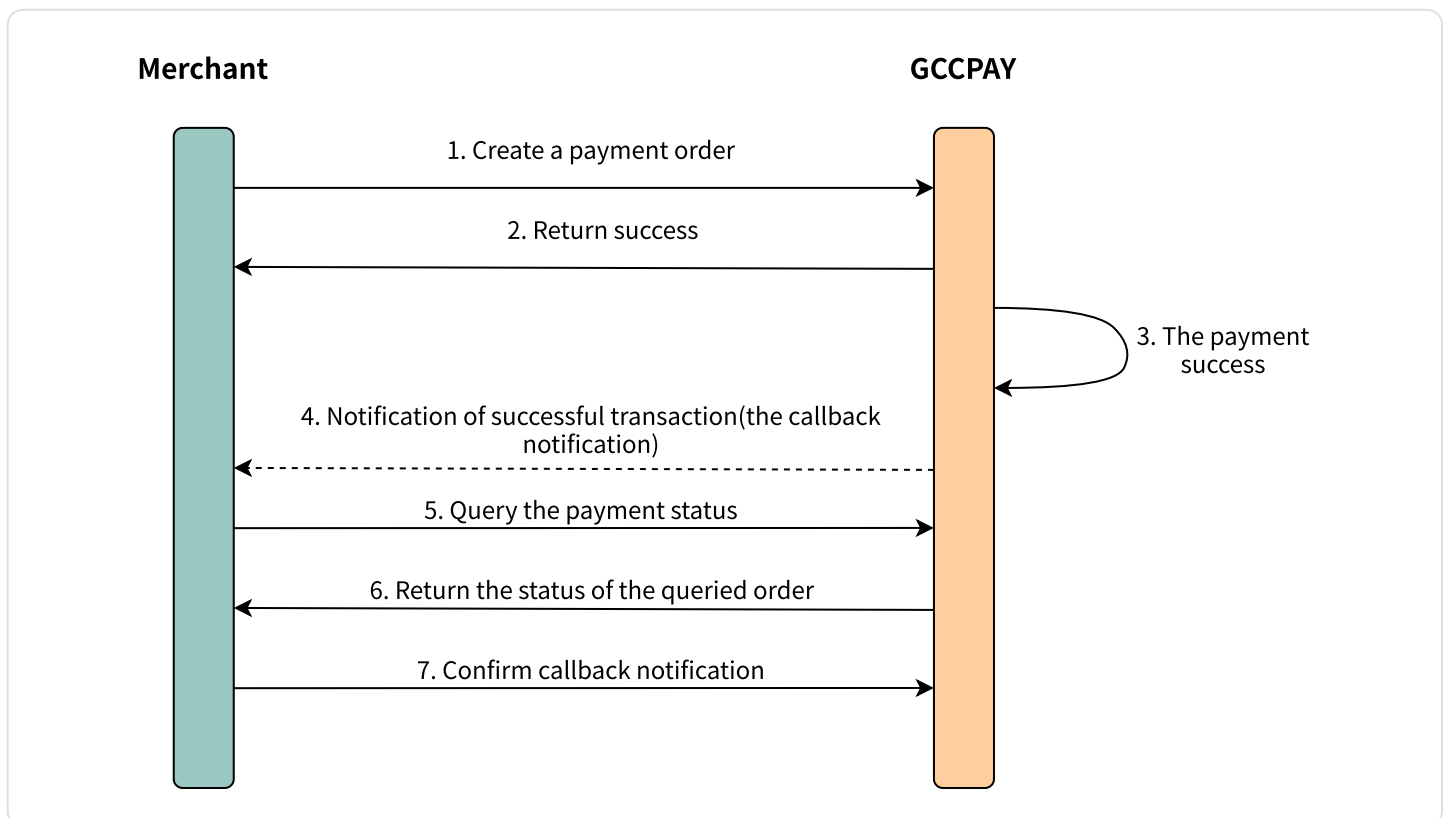 Merchant
GCCPAY
1. Create a payment order
2. Return success
3. The payment
success
4. Notification of successful transaction(the callback
notification)
5. Query the payment status
6. Return the status of the queried order
7. Confirm callback notification